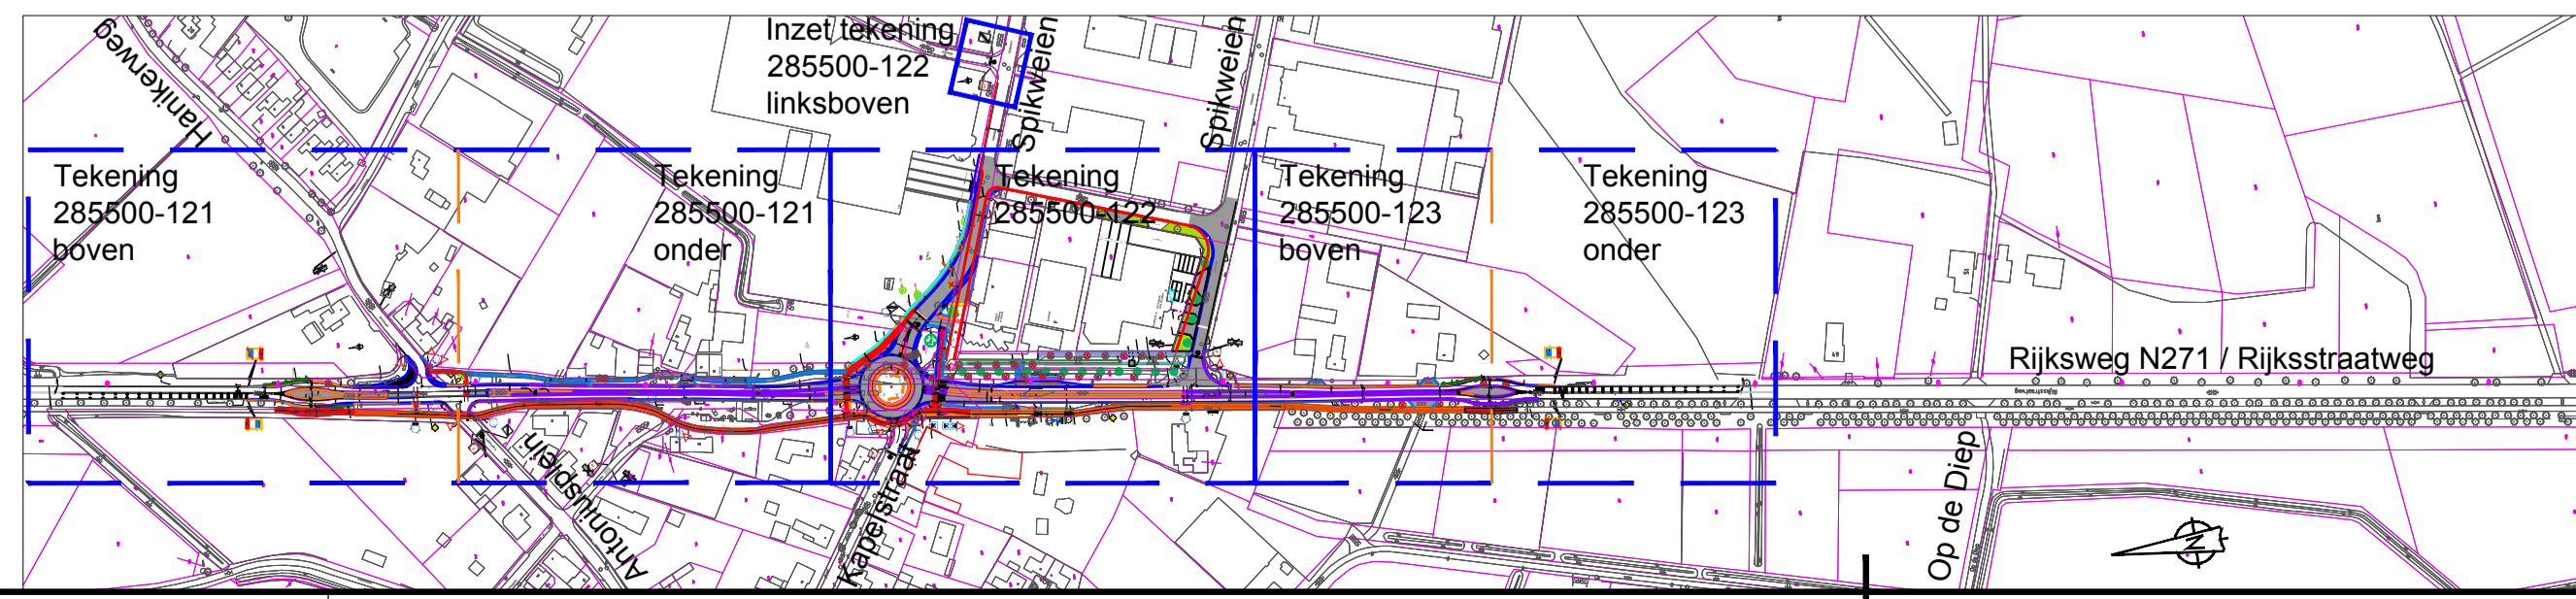 Hanikerweg
Inzet tekening
285500-122
linksboven
Spikweien
Spikweien
Tekening
285500-121
boven
Tekening
285500-121
onder
Tekening
285500-122
Tekening
285500-123
boven
Tekening
285500-123
onder
Rijksweg N271 / Rijksstraatweg
Antoniusplein
Kapelstraat
Op de Diep
N